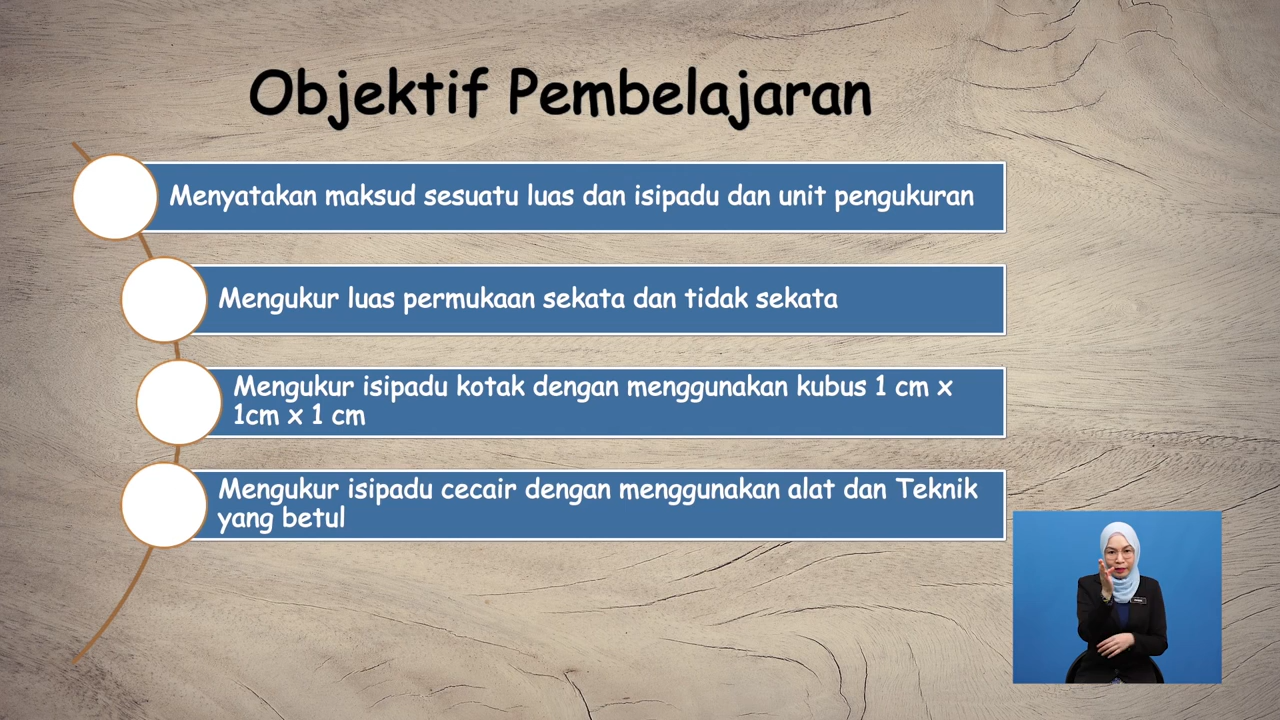 Objektif Pembelajaran
Menyatakan maksud sesuatu luas dan isipadu dan unit pengukuran
Mengukur luas permukaan sekata dan tidak sekata
Mengukur isipadu kotak dengan menggunakan kubus 1 cm x
1cm x 1 cm
Mengukur isipadu cecair dengan menggunakan alat dan Teknik
yang betul